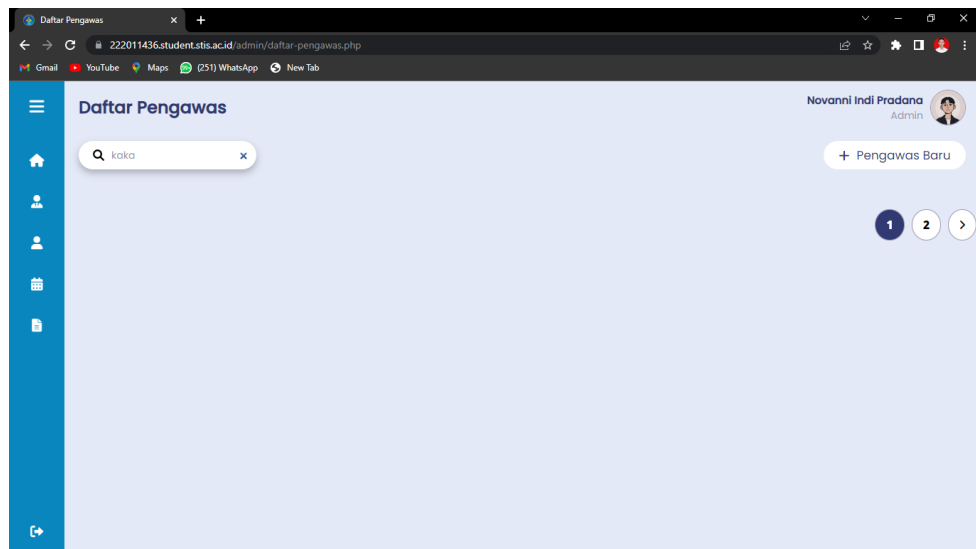 Daftar Pengawas
222011436.student.stis.ac.id/admin/daftar-pengawas.php
Gmail YouTube Maps (251) WhatsApp New Tab
Daftar Pengawas
Novanni Indi Pradana
Admin
kaka
+ Pengawas Baru
1 2 >